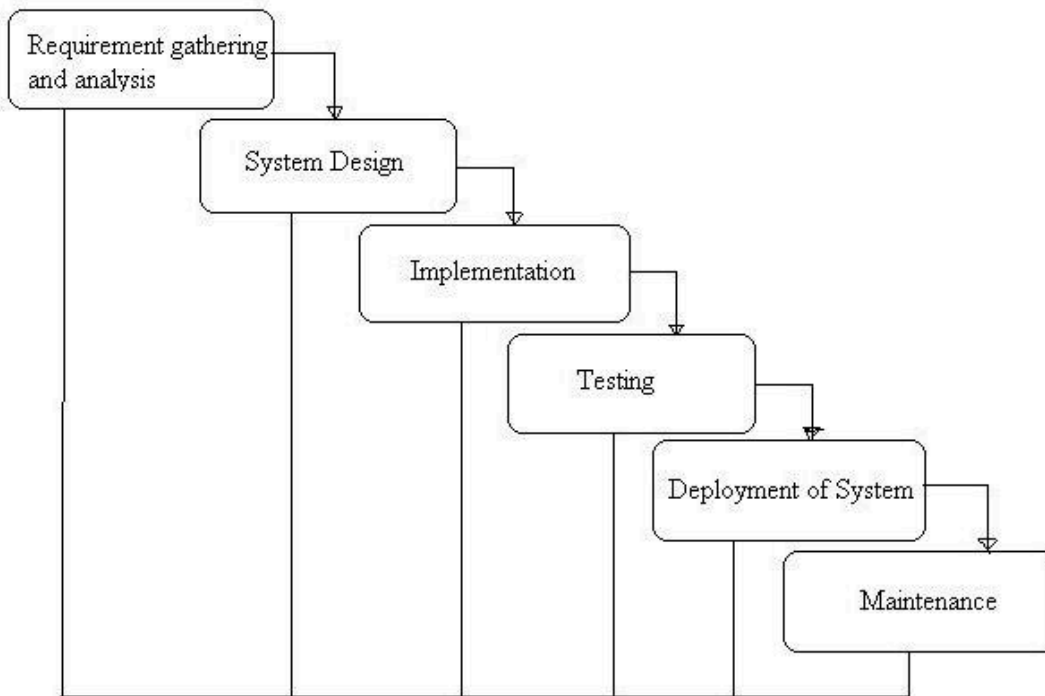 Requirement gathering
and analysis
System Design
Implementation
Testing
Deployment of System
Maintenance